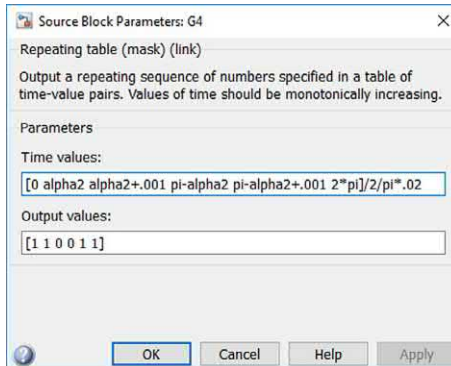 Source Block Parameters: G4
Repeating table (mask) (link)
Output a repeating sequence of numbers specified in a table of
time-value pairs. Values of time should be monotonically increasing.
Parameters
Time values:
[0 alpha2 alpha2+.001 pi-alpha2 pi-alpha2+.001 2*pi]/2/pi*.02
Output values:
[1 1 0 0 1 1]
OK Cancel Help Apply